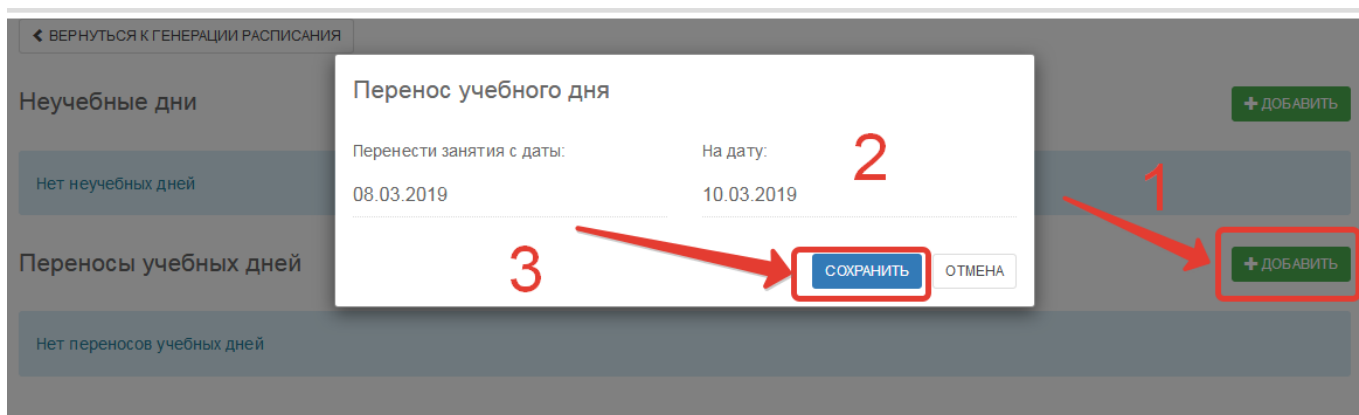 ВЕРНУТЬСЯ К ГЕНЕРАЦИИ РАСПИСАНИЯ
Неучебные дни
+ ДОБАВИТЬ
Нет неучебных дней
Переносы учебных дней
+ ДОБАВИТЬ
Нет переносов учебных дней
Перенос учебного дня
Перенести занятия с даты:
На дату:
08.03.2019
10.03.2019
СОХРАНИТЬ
ОТМЕНА
1
2
3